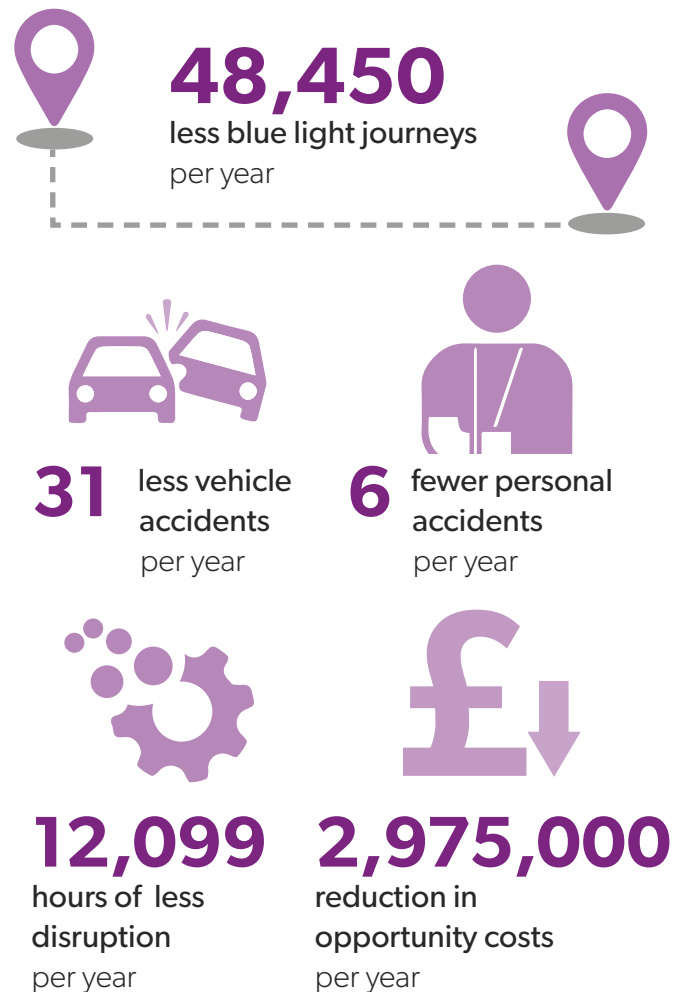 48,450
less blue light journeys
per year
31
less vehicle
accidents
per year
6
fewer personal
accidents
per year
£
12,099
hours of less
disruption
per year
2,975,000
reduction in
opportunity costs
per year